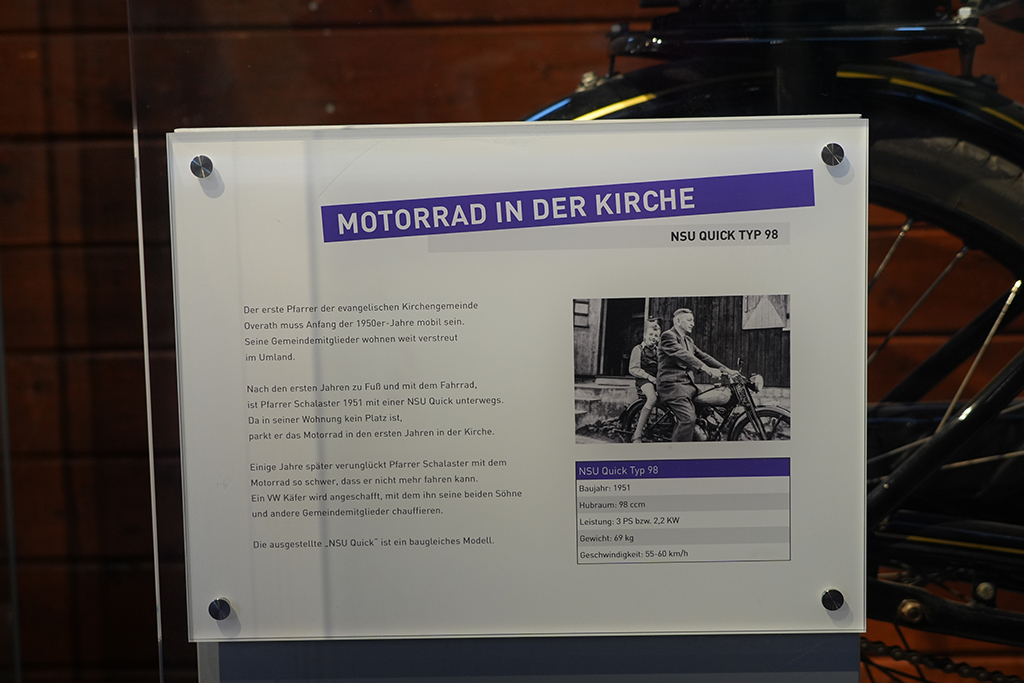 MOTORRAD IN DER KIRCHE
NSU QUICK TYP 98
Der erste Pfarrer der evangelischen Kirchengemeinde
Overath muss Anfang der 1950er-Jahre mobil sein.
Seine Gemeindemitglieder wohnen weit verstreut
im Umland.
Nach den ersten Jahren zu Fuß und mit dem Fahrrad,
ist Pfarrer Schalaster 1951 mit einer NSU Quick unterwegs.
Da in seiner Wohnung kein Platz ist,
parkt er das Motorrad in den ersten Jahren in der Kirche.
Einige Jahre später verunglückt Pfarrer Schalaster mit dem
Motorrad so schwer, dass er nicht mehr fahren kann.
Ein VW Käfer wird angeschafft, mit dem ihn seine beiden Söhne
und andere Gemeindemitglieder chauffieren.
Die ausgestellte „NSU Quick“ ist ein baugleiches Modell.
NSU Quick Typ 98
Baujahr: 1951
Hubraum: 98 ccm
Leistung: 3 PS bzw. 2,2 KW
Gewicht: 69 kg
Geschwindigkeit: 55-60 km/h